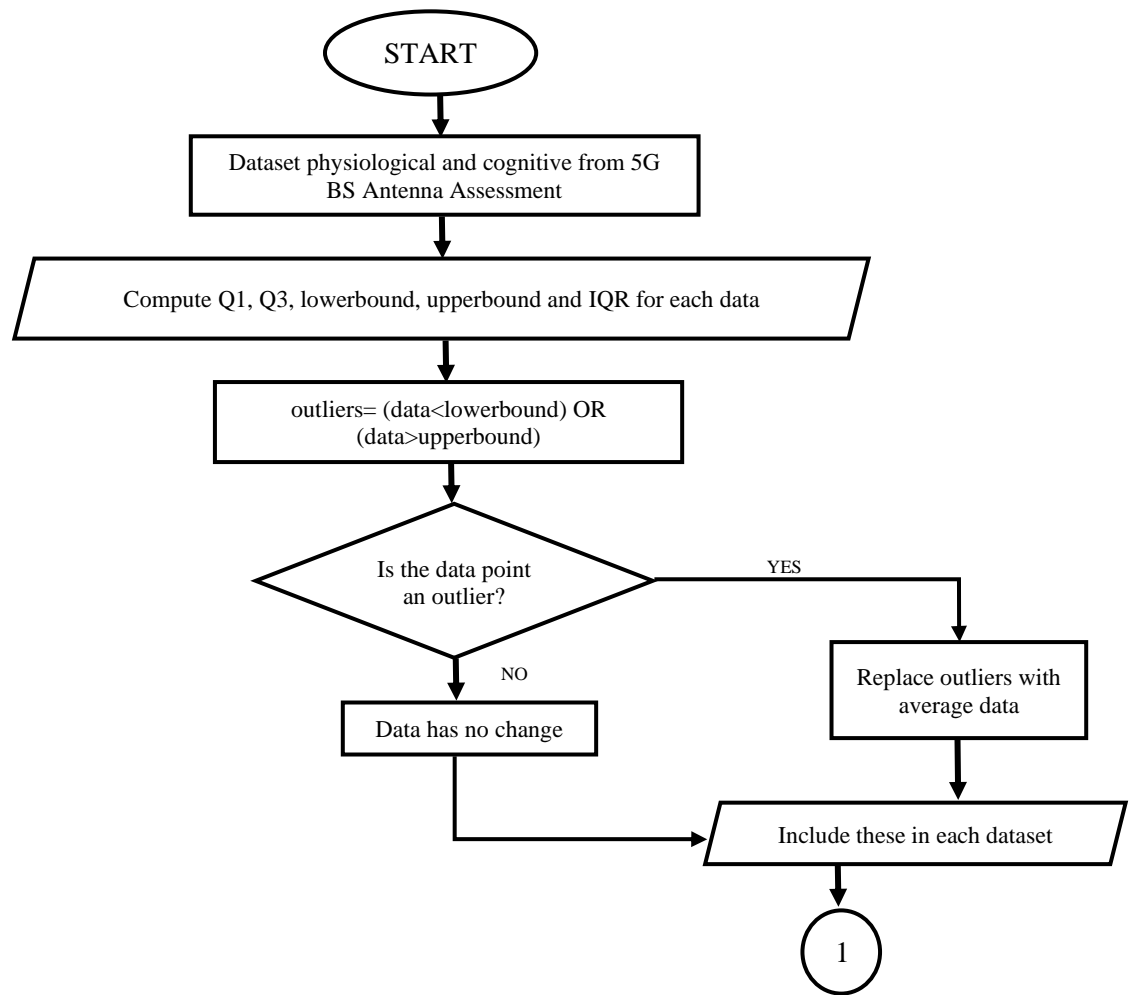 START
Dataset physiological and cognitive from 5G
BS Antenna Assessment
Compute Q1, Q3, lowerbound, upperbound and IQR for each data
outliers= (data<lowerbound) OR
(data>upperbound)
Is the data point
an outlier?
YES
NO
Replace outliers with
average data
Data has no change
Include these in each dataset
1